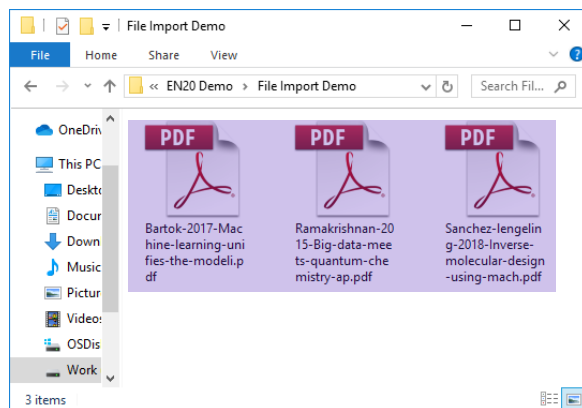 File Import Demo
File Home Share View
« EN20 Demo > File Import Demo
Search Fil...
OneDriv
This PC
Deskto
Docur
Down
Music
Pictur
Videos
OSDis
Work
PDF PDF PDF
Bartok-2017-Mac
hine-learning-uni
fies-the-modeli.p
df
Ramakrishnan-20
15-Big-data-mee
ts-quantum-che
mistry-ap.pdf
Sanchez-lengelin
g-2018-Inverse-
molecular-design
-using-mach.pdf
3 items